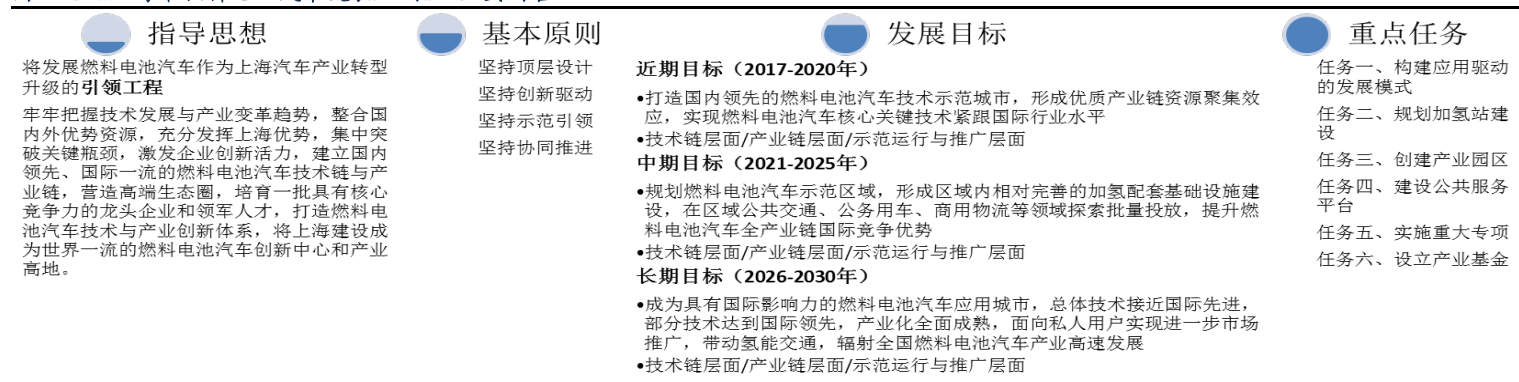 指导思想
将发展燃料电池汽车作为上海汽车产业转型
升级的引领工程
牢牢把握技术发展与产业变革趋势，整合国
内外优势资源，充分发挥上海优势，集中突
破关键瓶颈，激发企业创新活力，建立国内
领先、国际一流的燃料电池汽车技术链与产
业链，营造高端生态圈，培育一批具有核心
竞争力的龙头企业和领军人才，打造燃料电
池汽车技术与产业创新体系，将上海建设成
为世界一流的燃料电池汽车创新中心和产业
高地。
基本原则
坚持顶层设计
坚持创新驱动
坚持示范引领
坚持协同推进
发展目标
近期目标（2017-2020年）
•打造国内领先的燃料电池汽车技术示范城市，形成优质产业链资源聚集效
应，实现燃料电池汽车核心关键技术紧跟国际行业水平
•技术链层面/产业链层面/示范运行与推广层面
中期目标（2021-2025年）
•规划燃料电池汽车示范区域，形成区域内相对完善的加氢配套基础设施建
设，在区域公共交通、公务用车、商用物流等领域探索批量投放，提升燃
料电池汽车全产业链国际竞争优势
•技术链层面/产业链层面/示范运行与推广层面
长期目标（2026-2030年）
•成为具有国际影响力的燃料电池汽车应用城市，总体技术接近国际先进，
部分技术达到国际领先，产业化全面成熟，面向私人用户实现进一步市场
推广，带动氢能交通，辐射全国燃料电池汽车产业高速发展
•技术链层面/产业链层面/示范运行与推广层面
重点任务
任务一、构建应用驱动
的发展模式
任务二、规划加氢站建
设
任务三、创建产业园区
任务四、建设公共服务
平台
任务五、实施重大专项
任务六、设立产业基金